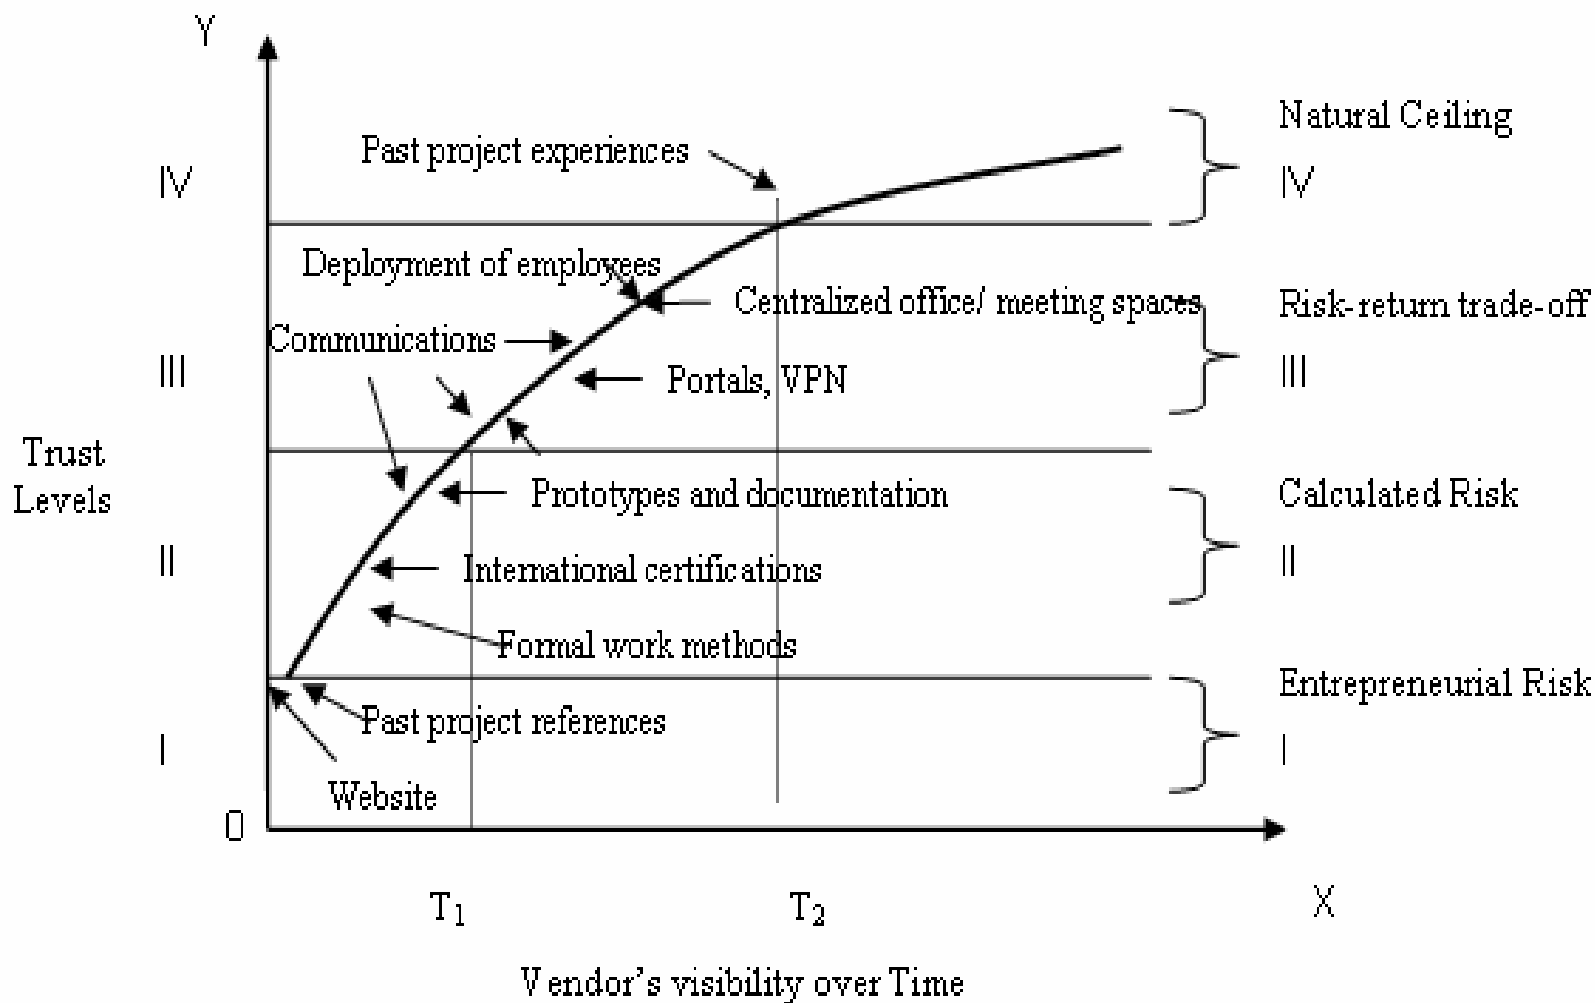 Y
Natural Ceiling
Past project experiences
IV
IV
Deployment of employees
Centralized office/ meeting spaces
Risk-return trade-off
Communications
III
III
Portals, VPN
Trust
Levels
Prototypes and documentation
Calculated Risk
II
II
International certifications
Formal work methods
Entrepreneurial Risk
Past project references
I
I
Website
0
T1
T2
X
Vendor's visibility over Time